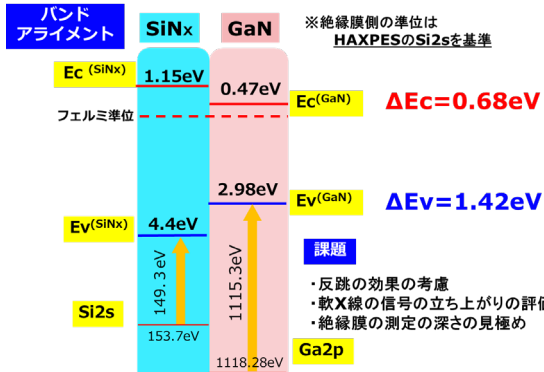 バンド
アライメント
SiNx
GaN
※絶縁膜側の準位は
HAXPESのSi2sを基準
Ec(SiNx)
1.15eV
0.47eV
Ec(GaN)
ΔEc=0.68eV
フェルミ準位
2.98eV
Ev(GaN)
ΔEv=1.42eV
Ev(SiNx)
4.4eV
149.3eV
1115.3eV
課題
・反跳の効果の考慮
・軟X線の信号の立ち上がりの評価
・絶縁膜の測定の深さの見極め
Si2s
153.7eV
Ga2p
1118.28eV